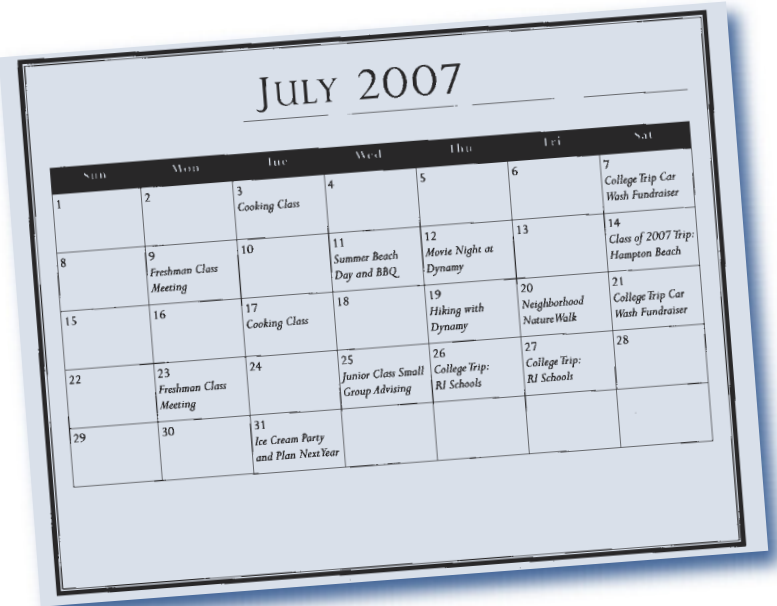 July 2007
Sun Mon Tue Wed Thu Fri Sat
1 2 3 4 5 6 7
Cooking Class
College Trip Car
Wash Fundraiser
8 9 10 11 12 13 14
Freshman Class
Meeting
Summer Beach
Day and BBQ
Movie Night at
Dynamy
Class of 2007 Trip:
Hampton Beach
15 16 17 18 19 20 21
Cooking Class
Hiking with
Dynamy
Neighborhood
Nature Walk
College Trip Car
Wash Fundraiser
22 23 24 25 26 27 28
Freshman Class
Meeting
Junior Class Small
Group Advising
College Trip:
RI Schools
College Trip:
RI Schools
29 30 31
Ice Cream Party
and Plan Next Year